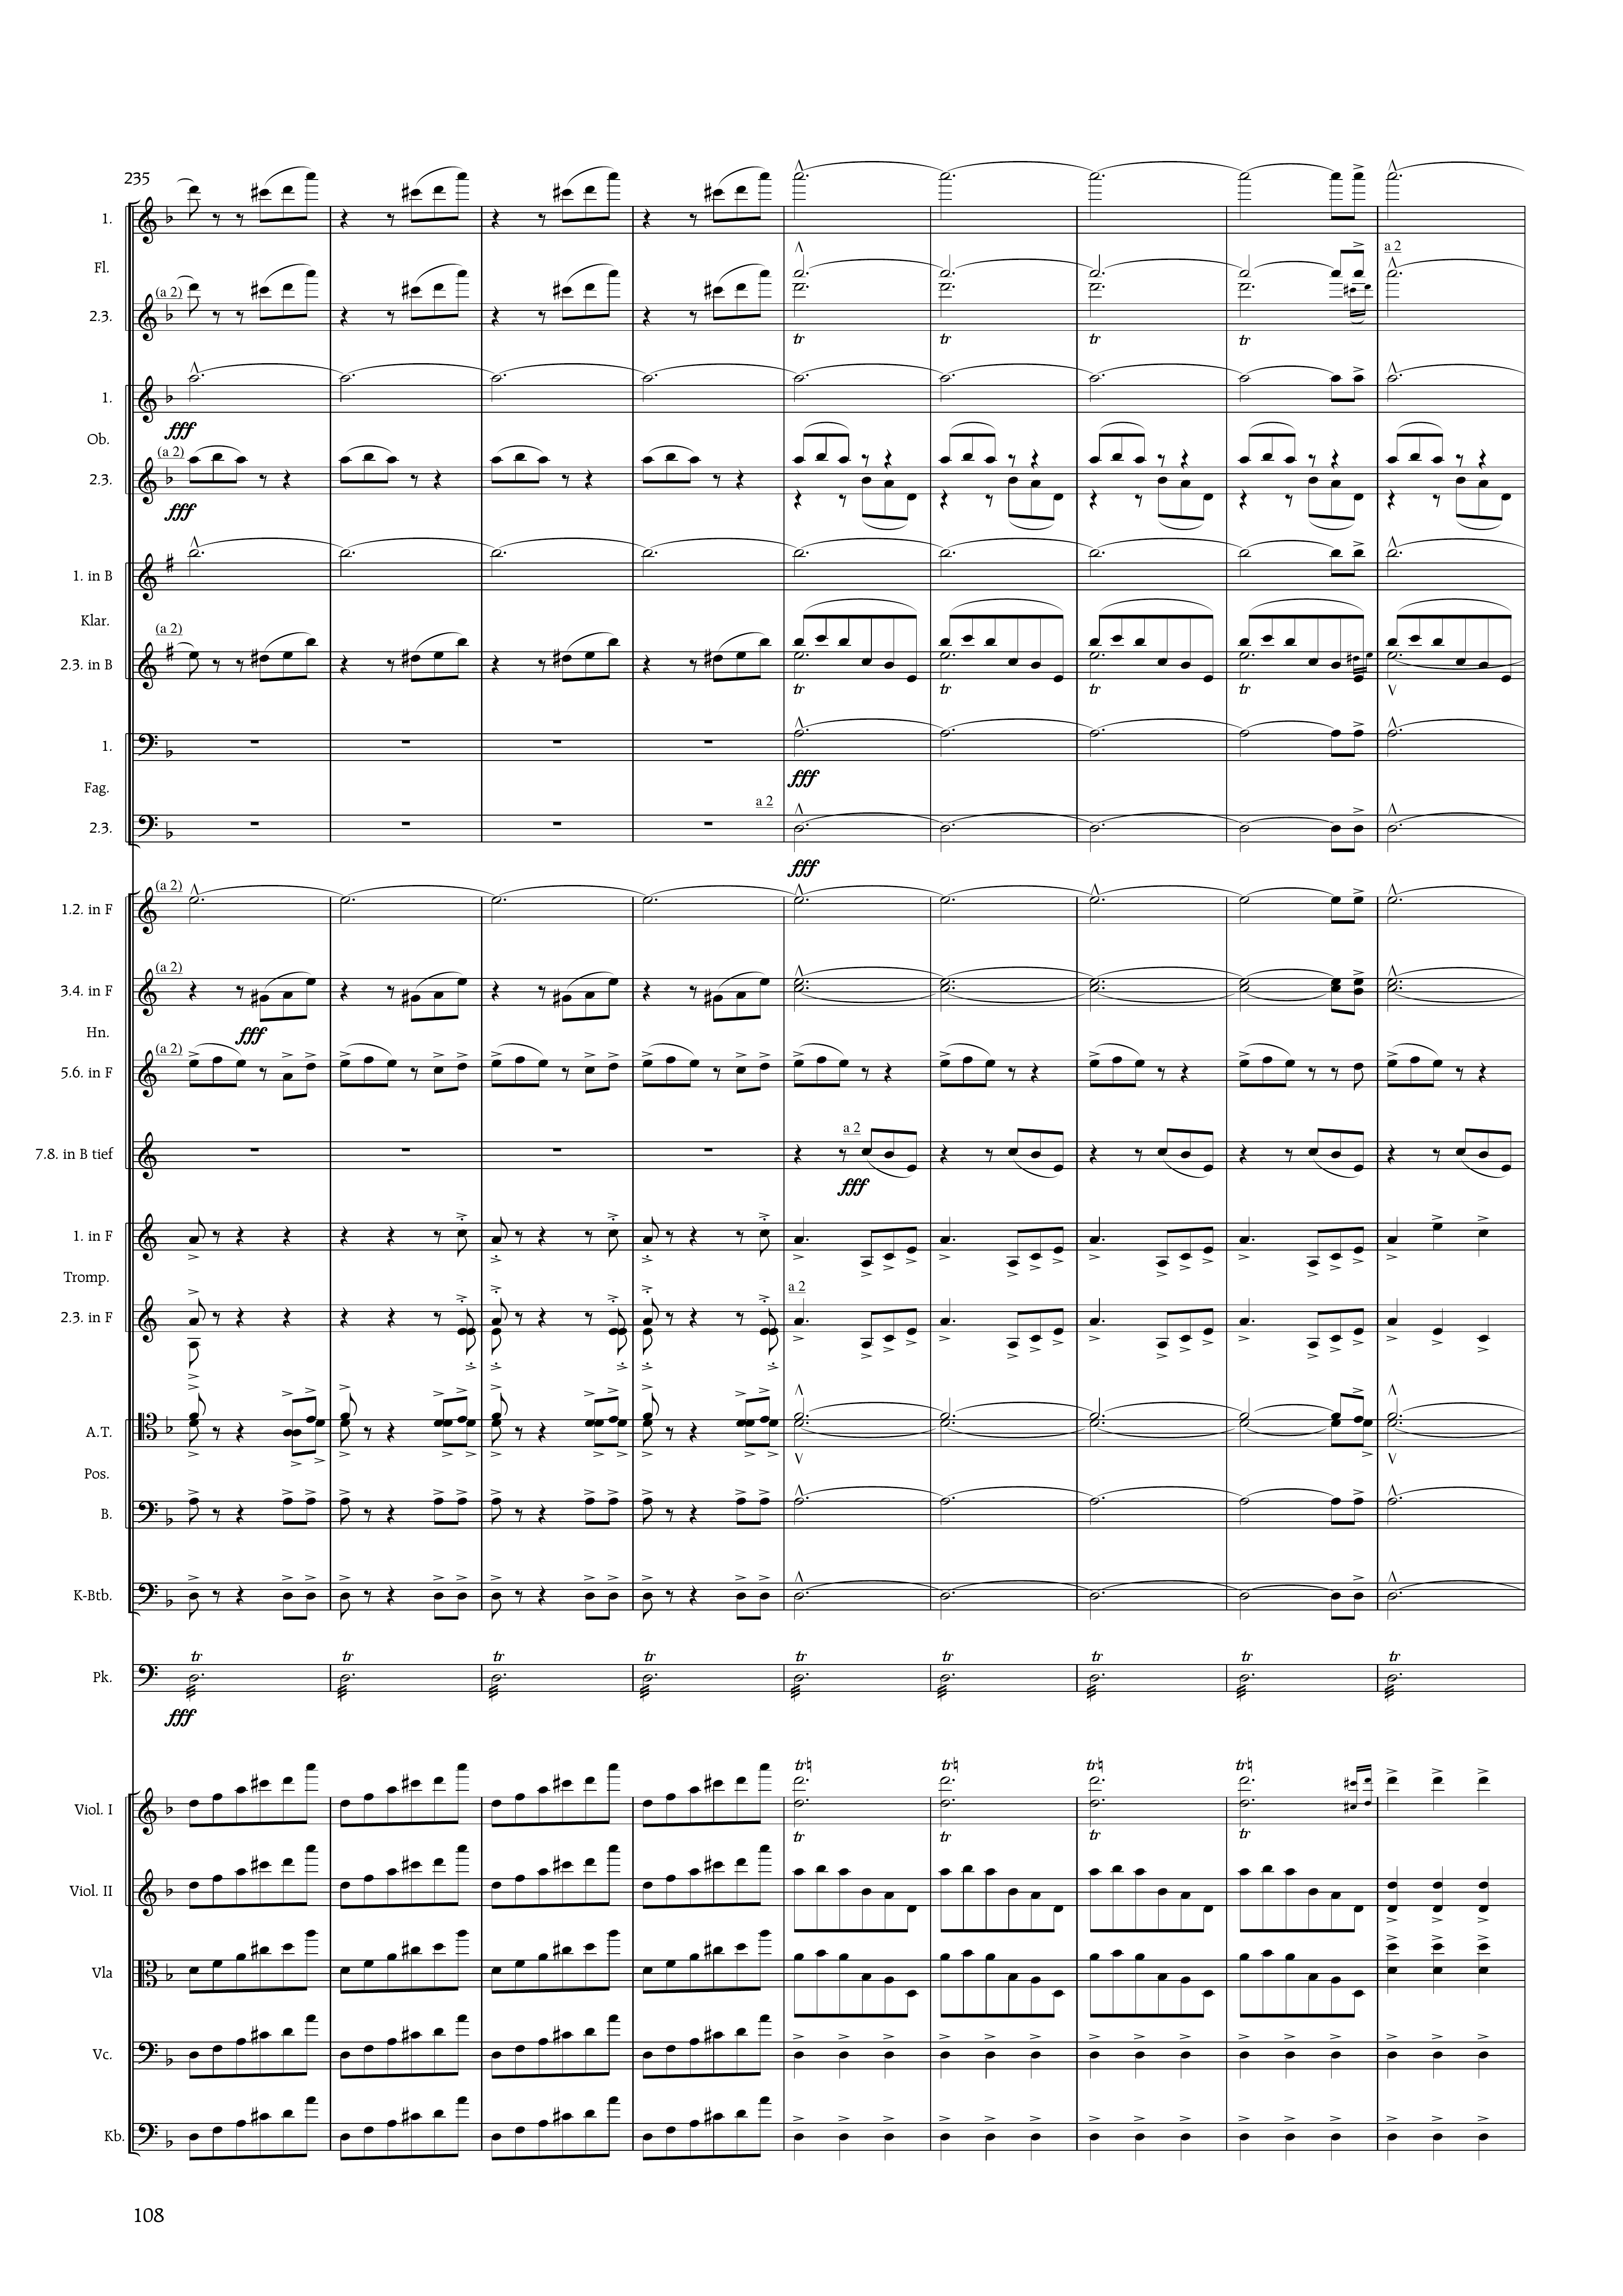 235
1.
Fl.
a 2
(a 2)
2.3.
tr tr tr tr
1.
fff
Ob.
(a 2)
2.3.
fff
1. in B
Klar.
(a 2)
2.3. in B
tr tr tr tr
1.
fff
Fag.
a 2
2.3.
fff
(a 2)
1.2. in F
(a 2)
3.4. in F
fff
Hn.
(a 2)
5.6. in F
a 2
7.8. in B tief
fff
1. in F
Tromp.
a 2
2.3. in F
A.T.
Pos.
B.
K-Btb.
tr tr tr tr tr tr tr tr tr
Pk.
fff
tr tr tr tr
Viol. I
tr tr tr tr
Viol. II
Vla
Vc.
Kb.
108